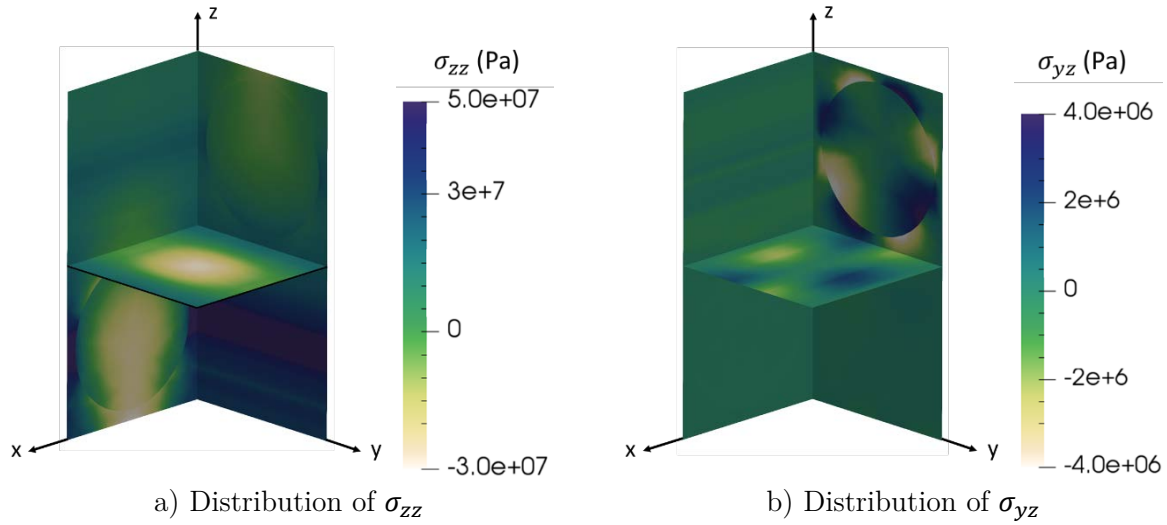 z
σzz (Pa)
5.0e+07
3e+7
0
-3.0e+07
x
y
a) Distribution of σzz
z
σyz (Pa)
4.0e+06
2e+6
0
-2e+6
-4.0e+06
x
y
b) Distribution of σyz